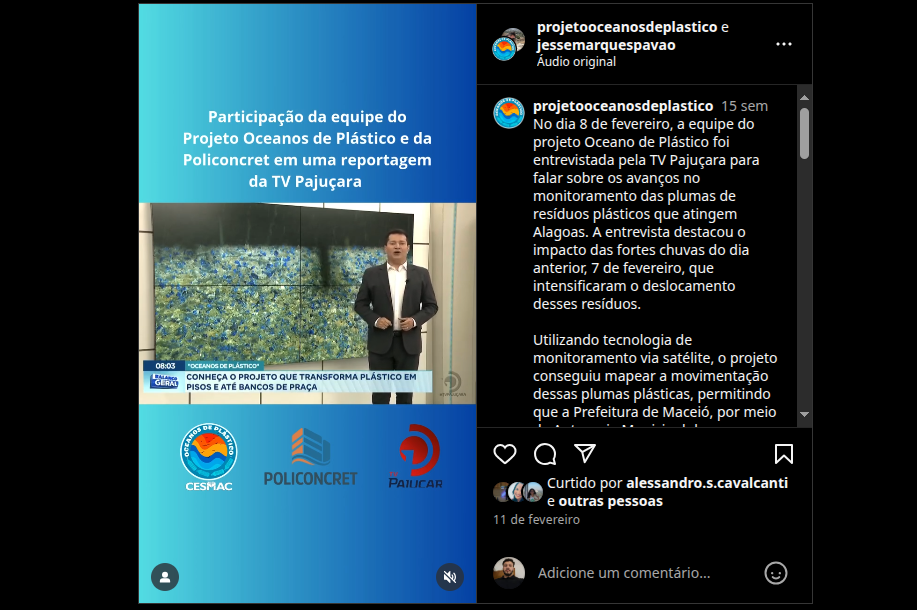 Participação da equipe do
Projeto Oceanos de Plástico e da
Policoncret em uma reportagem
da TV Pajuçara
08:03
"OCEANOS DE PLÁSTICO"
BALANÇO
GERAL
CONHEÇA O PROJETO QUE TRANSFORMA PLÁSTICO EM
PISOS E ATÉ BANCOS DE PRAÇA
OCEANOS DE PLÁSTICO
CESMAC
POLICONCRET
PAJUÇARA
projetooceanosdeplastico e
jessemarquespavao
Áudio original
projetooceanosdeplastico 15 sem
No dia 8 de fevereiro, a equipe do
projeto Oceano de Plástico foi
entrevistada pela TV Pajuçara para
falar sobre os avanços no
monitoramento das plumas de
resíduos plásticos que atingem
Alagoas. A entrevista destacou o
impacto das fortes chuvas do dia
anterior, 7 de fevereiro, que
intensificaram o deslocamento
desses resíduos.
Utilizando tecnologia de
monitoramento via satélite, o projeto
conseguiu mapear a movimentação
dessas plumas plásticas, permitindo
que a Prefeitura de Maceió, por meio
Curtido por alessandro.s.cavalcanti
e outras pessoas
11 de fevereiro
Adicione um comentário...